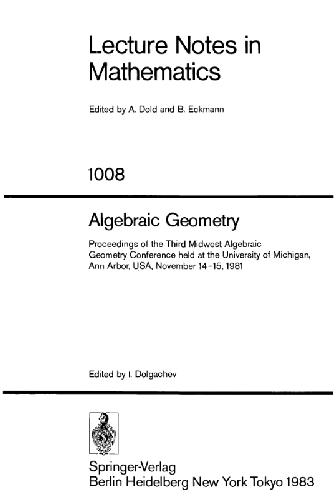 Lecture Notes in
Mathematics
Edited by A. Dold and B. Eckmann
1008
Algebraic Geometry
Proceedings of the Third Midwest Algebraic
Geometry Conference held at the University of Michigan,
Ann Arbor, USA, November 14–15, 1981
Edited by I. Dolgachev
Springer-Verlag
Berlin Heidelberg New York Tokyo 1983